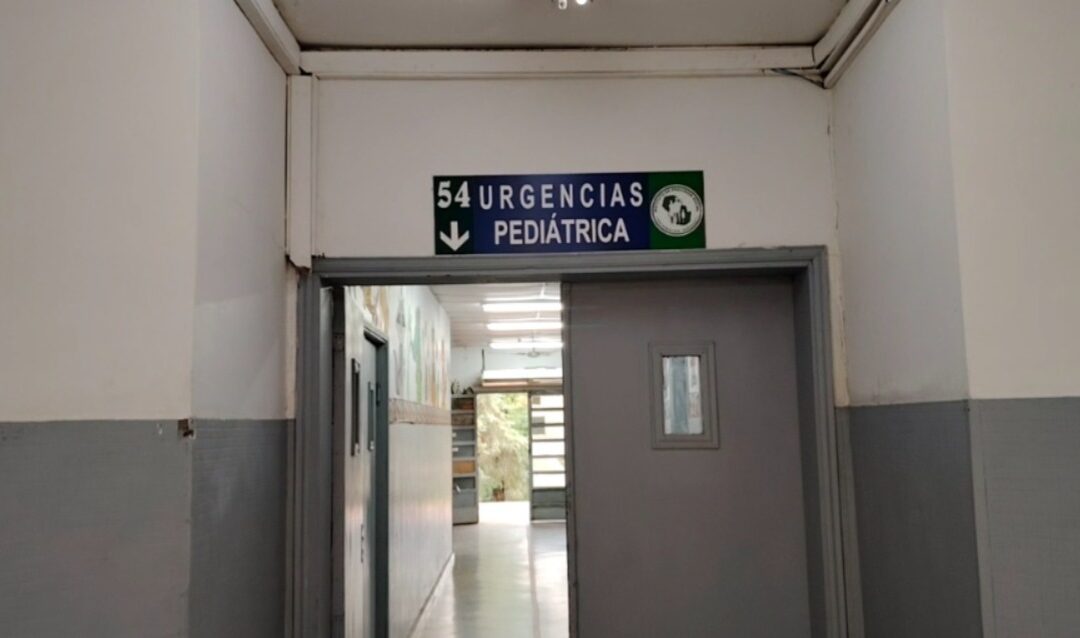 54 URGENCIAS
PEDIÁTRICA